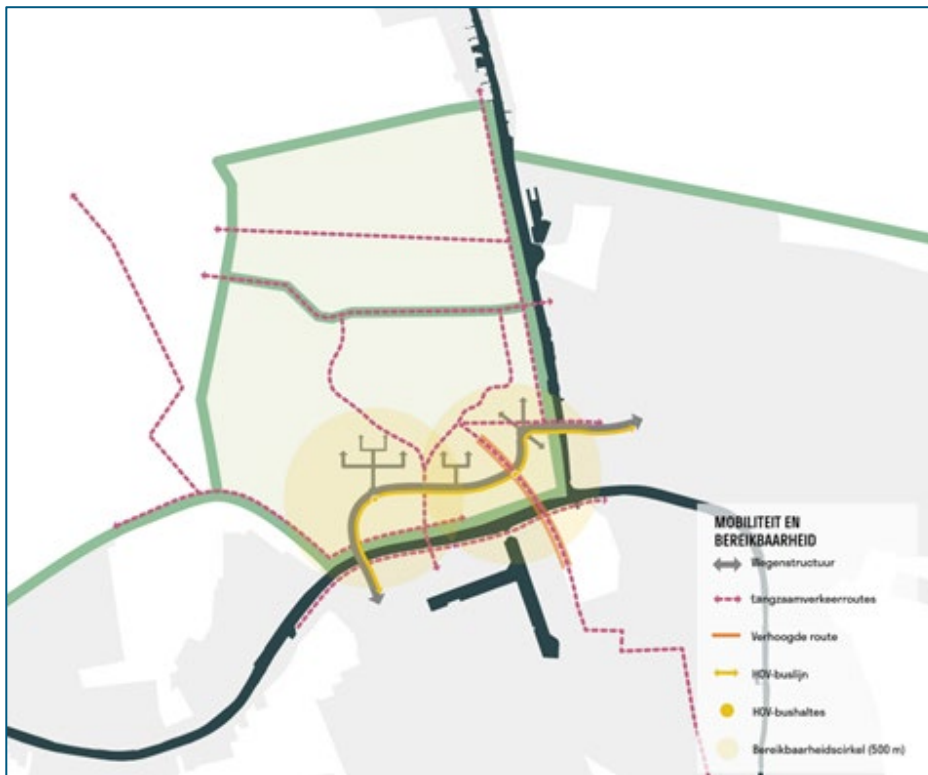 MOBILITEIT EN
BEREIKBAARHEID
Wegenstructuur
Langzaamverkeerroutes
Verhoogde route
HOV-buslijn
HOV-bushaltes
Bereikbaarheidscirkel (500 m)